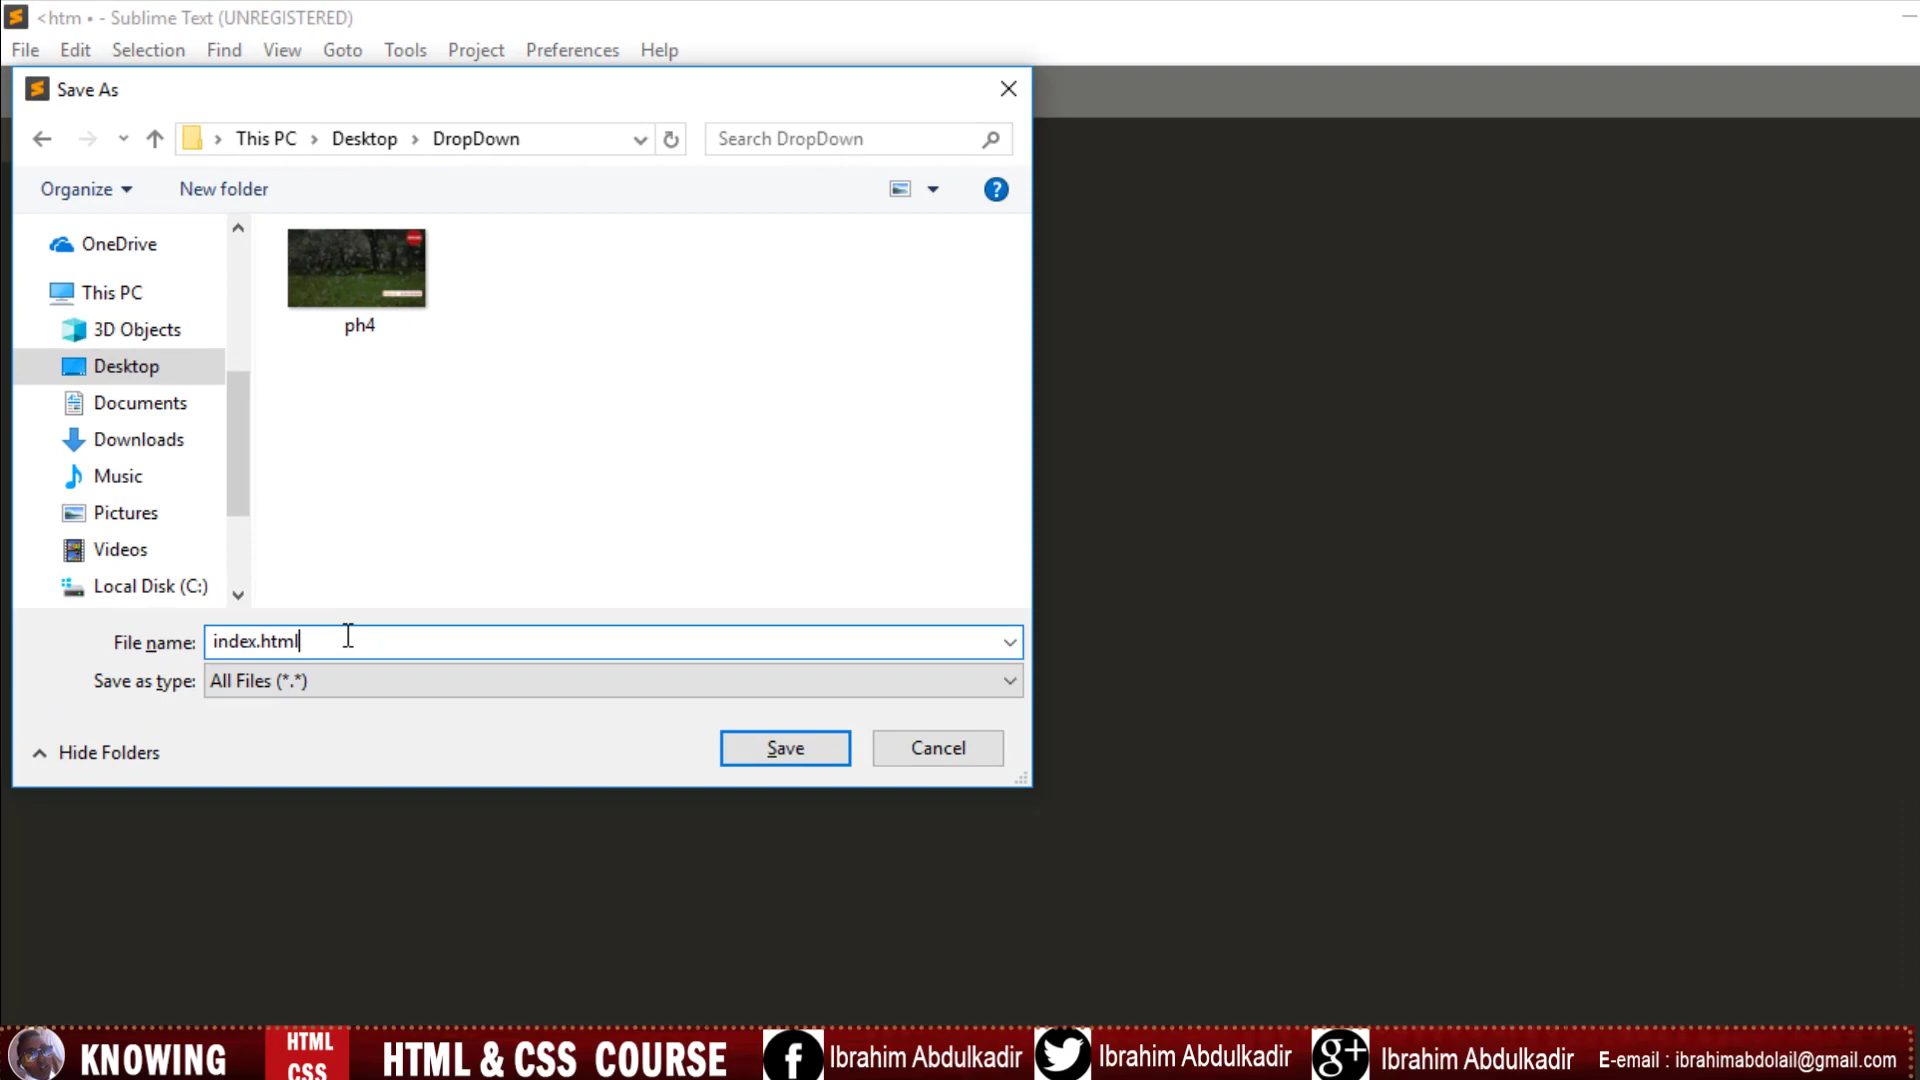 <htm • - Sublime Text (UNREGISTERED)
File Edit Selection Find View Goto Tools Project Preferences Help
Save As
This PC > Desktop > DropDown
Search DropDown
Organize New folder
OneDrive
This PC
3D Objects
Desktop
Documents
Downloads
Music
Pictures
Videos
Local Disk (C:)
ph4
File name: index.html
Save as type: All Files (*.*)
Hide Folders
Save Cancel
KNOWING
HTML
CSS
HTML & CSS COURSE
f Ibrahim Abdulkadir
Ibrahim Abdulkadir
g+ Ibrahim Abdulkadir
E-email : ibrahimabdolail@gmail.com